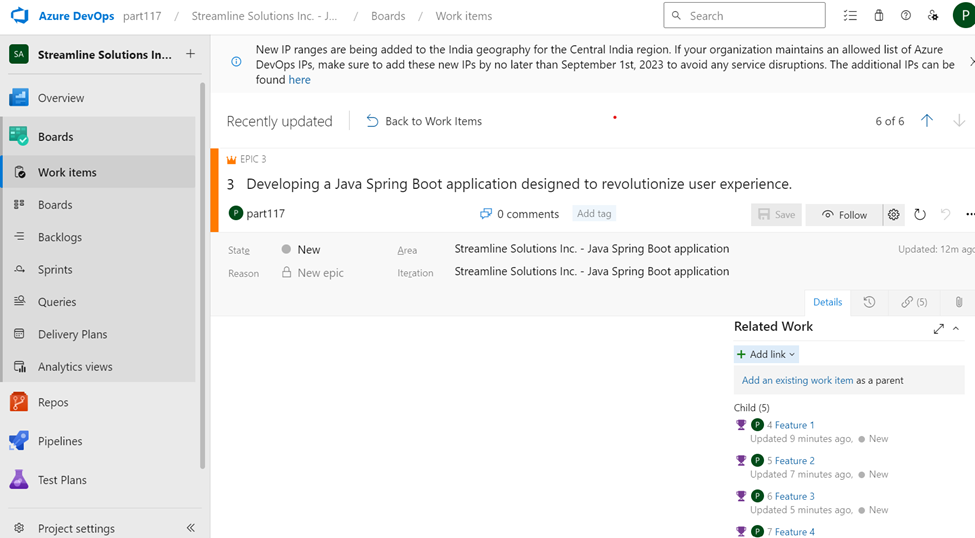 Azure DevOps part117 / Streamline Solutions Inc. - J... / Boards / Work items
Search
P
SA Streamline Solutions In... +
New IP ranges are being added to the India geography for the Central India region. If your organization maintains an allowed list of Azure
DevOps IPs, make sure to add these new IPs by no later than September 1st, 2023 to avoid any service disruptions. The additional IPs can be
found here
Overview
Boards
Work items
Boards
Backlogs
Sprints
Queries
Delivery Plans
Analytics views
Repos
Pipelines
Test Plans
Project settings
Recently updated
Back to Work Items
6 of 6
EPIC 3
3 Developing a Java Spring Boot application designed to revolutionize user experience.
P part117
0 comments
Add tag
Save
Follow
State New
Area Streamline Solutions Inc. - Java Spring Boot application
Updated: 12m ago
Reason New epic
Iteration Streamline Solutions Inc. - Java Spring Boot application
Details
(5)
Related Work
+ Add link
Add an existing work item as a parent
Child (5)
P 4 Feature 1
Updated 9 minutes ago, New
P 5 Feature 2
Updated 7 minutes ago, New
P 6 Feature 3
Updated 5 minutes ago, New
P 7 Feature 4